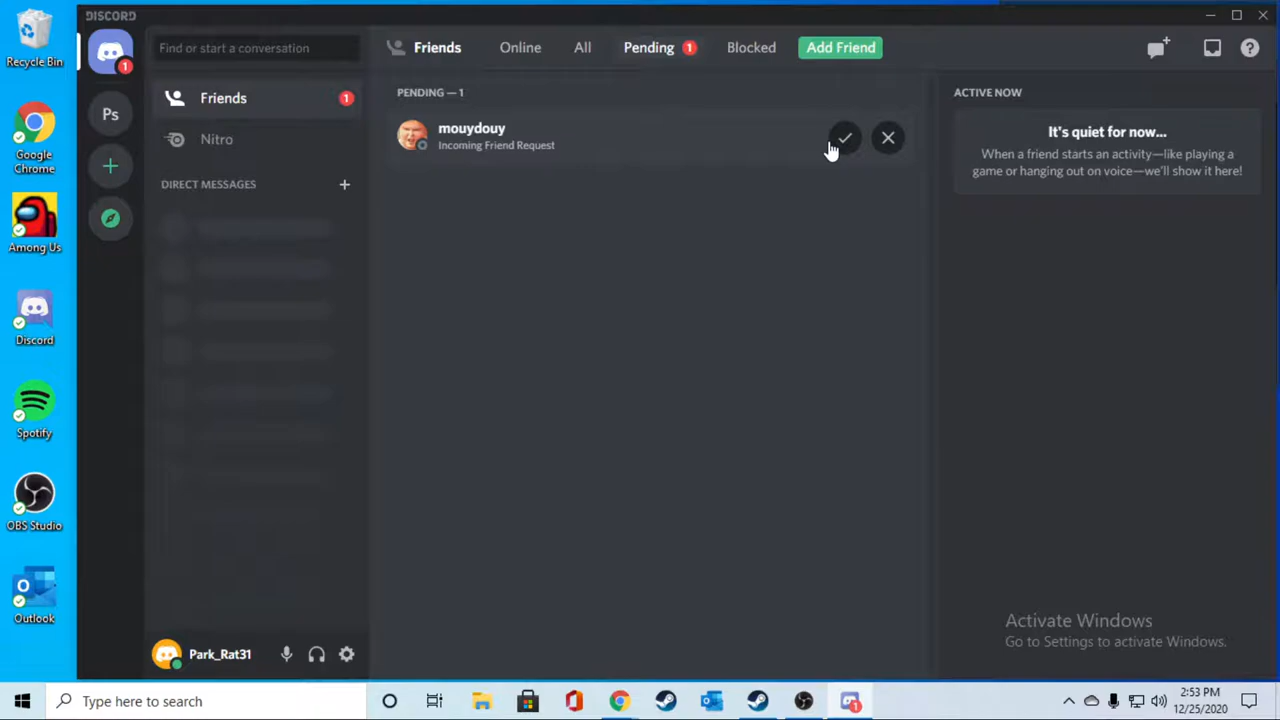 DISCORD
Recycle Bin
Google
Chrome
Among Us
Discord
Spotify
OBS Studio
Outlook
1
Ps
Find or start a conversation
Friends
1
Nitro
DIRECT MESSAGES
Park_Rat31
Friends
Online
All
Pending
1
Blocked
Add Friend
PENDING — 1
mouydouy
Incoming Friend Request
ACTIVE NOW
It's quiet for now...
When a friend starts an activity—like playing a
game or hanging out on voice—we'll show it here!
Activate Windows
Go to Settings to activate Windows.
Type here to search
1
2:53 PM
12/25/2020